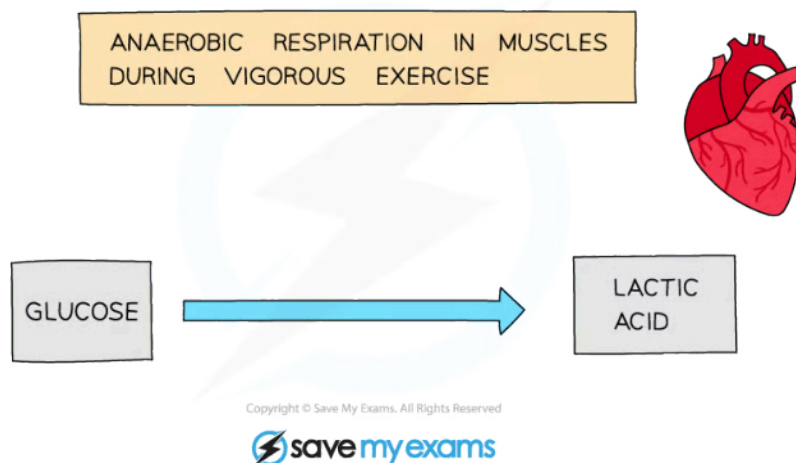 ANAEROBIC RESPIRATION IN MUSCLES
DURING VIGOROUS EXERCISE
GLUCOSE
LACTIC
ACID
Copyright © Save My Exams. All Rights Reserved
save my exams